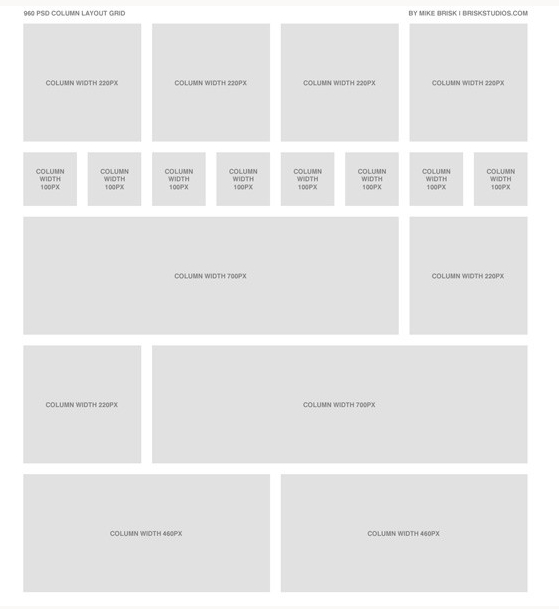 960 PSD COLUMN LAYOUT GRID
BY MIKE BRISK | BRISKSTUDIOS.COM
COLUMN WIDTH 220PX
COLUMN WIDTH 220PX
COLUMN WIDTH 220PX
COLUMN WIDTH 220PX
COLUMN
WIDTH
100PX
COLUMN
WIDTH
100PX
COLUMN
WIDTH
100PX
COLUMN
WIDTH
100PX
COLUMN
WIDTH
100PX
COLUMN
WIDTH
100PX
COLUMN
WIDTH
100PX
COLUMN
WIDTH
100PX
COLUMN WIDTH 700PX
COLUMN WIDTH 220PX
COLUMN WIDTH 220PX
COLUMN WIDTH 700PX
COLUMN WIDTH 460PX
COLUMN WIDTH 460PX